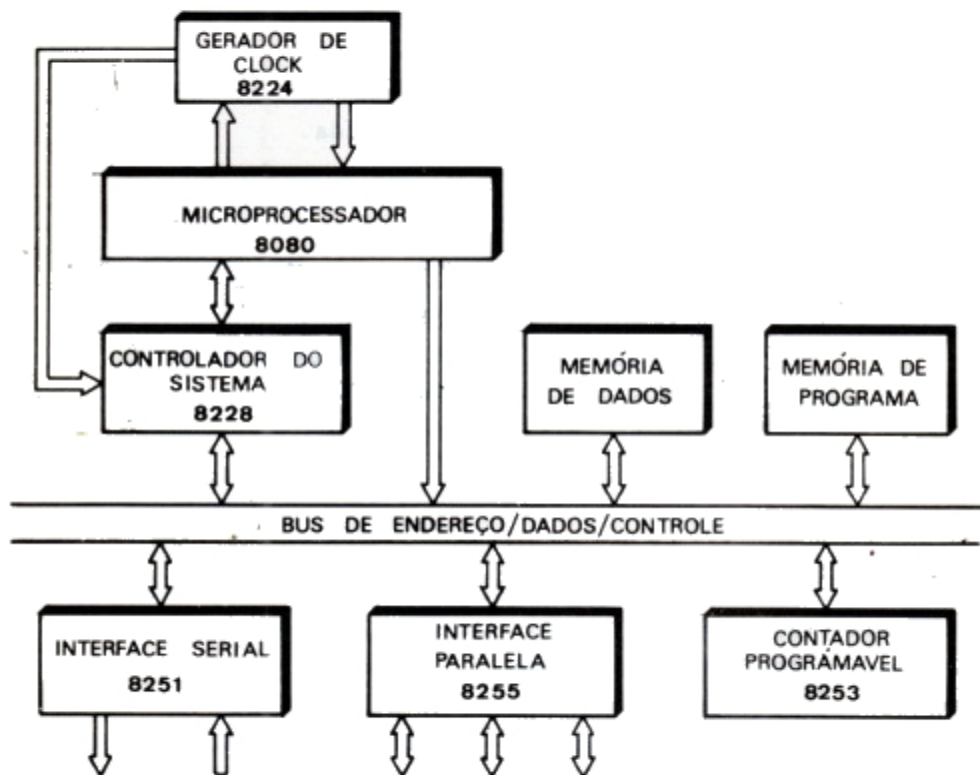 GERADOR DE
CLOCK
8224
MICROPROCESSADOR
8080
CONTROLADOR DO
SISTEMA
8228
MEMÓRIA
DE DADOS
MEMÓRIA DE
PROGRAMA
BUS DE ENDEREÇO/DADOS/CONTROLE
INTERFACE SERIAL
8251
INTERFACE
PARALELA
8255
CONTADOR
PROGRÁMAVEL
8253